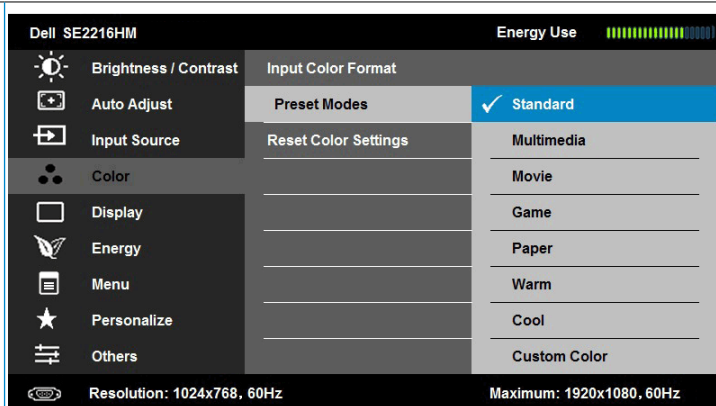 Dell SE2216HM Energy Use
Brightness / Contrast Input Color Format
Auto Adjust Preset Modes Standard
Input Source Reset Color Settings Multimedia
Color Movie
Display Game
Energy Paper
Menu Warm
Personalize Cool
Others Custom Color
Resolution: 1024x768, 60Hz Maximum: 1920x1080, 60Hz